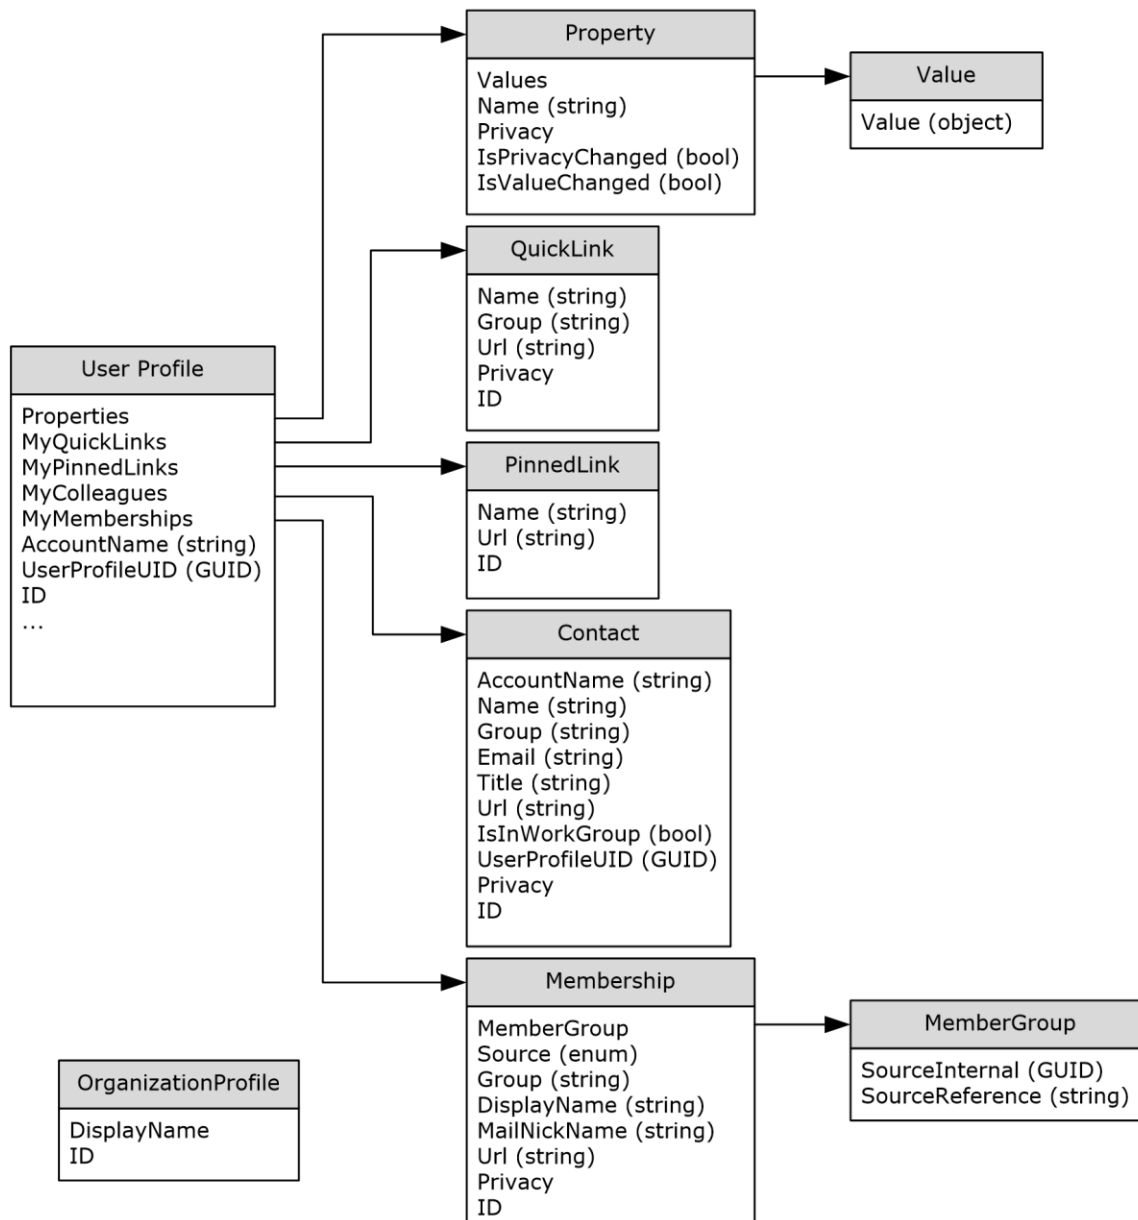 Property
Values
Name (string)
Privacy
IsPrivacyChanged (bool)
IsValueChanged (bool)
Value
Value (object)
QuickLink
Name (string)
Group (string)
Url (string)
Privacy
ID
User Profile
Properties
MyQuickLinks
MyPinnedLinks
MyColleagues
MyMemberships
AccountName (string)
UserProfileUID (GUID)
ID
...
PinnedLink
Name (string)
Url (string)
ID
Contact
AccountName (string)
Name (string)
Group (string)
Email (string)
Title (string)
Url (string)
IsInWorkGroup (bool)
UserProfileUID (GUID)
Privacy
ID
Membership
MemberGroup
Source (enum)
Group (string)
DisplayName (string)
MailNickName (string)
Url (string)
Privacy
ID
MemberGroup
SourceInternal (GUID)
SourceReference (string)
OrganizationProfile
DisplayName
ID